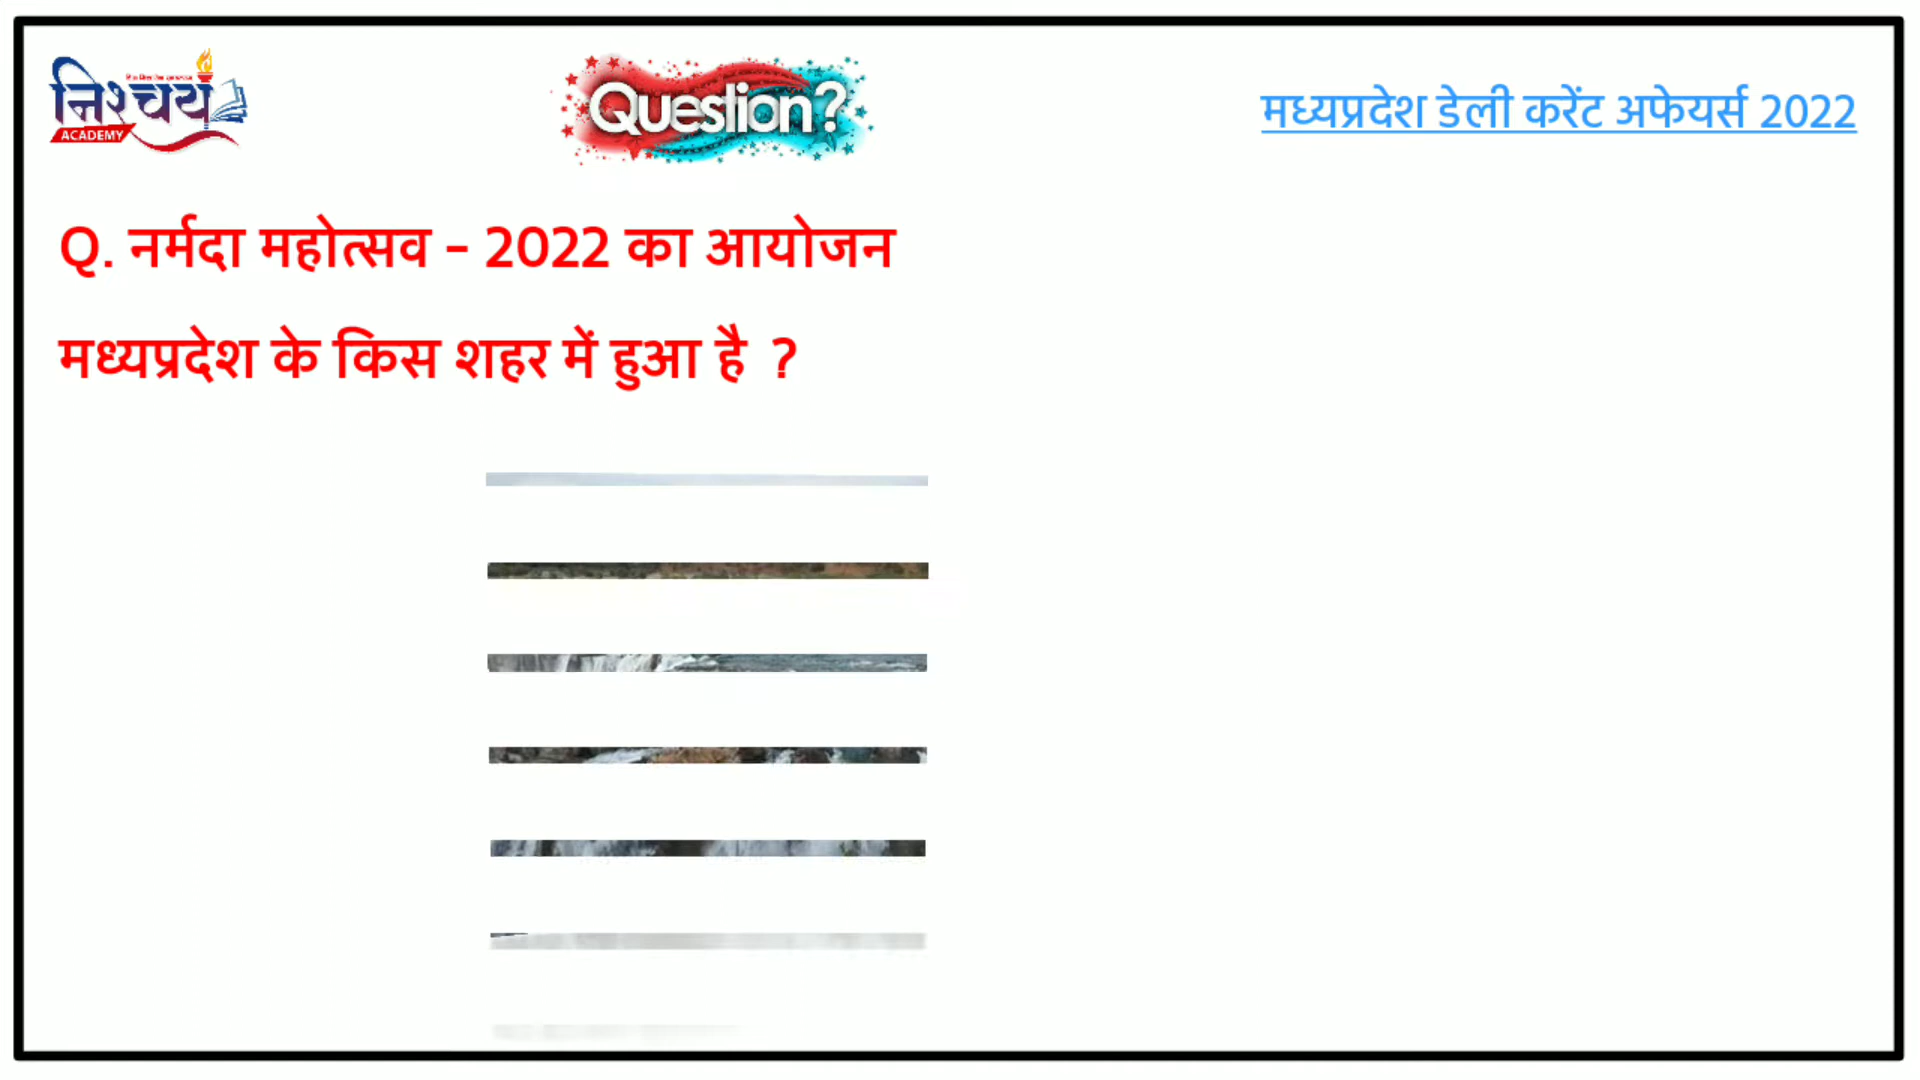 निश्चय
ACADEMY
Question?
मध्यप्रदेश डेली करेंट अफेयर्स 2022
Q. नर्मदा महोत्सव - 2022 का आयोजन
मध्यप्रदेश के किस शहर में हुआ है ?